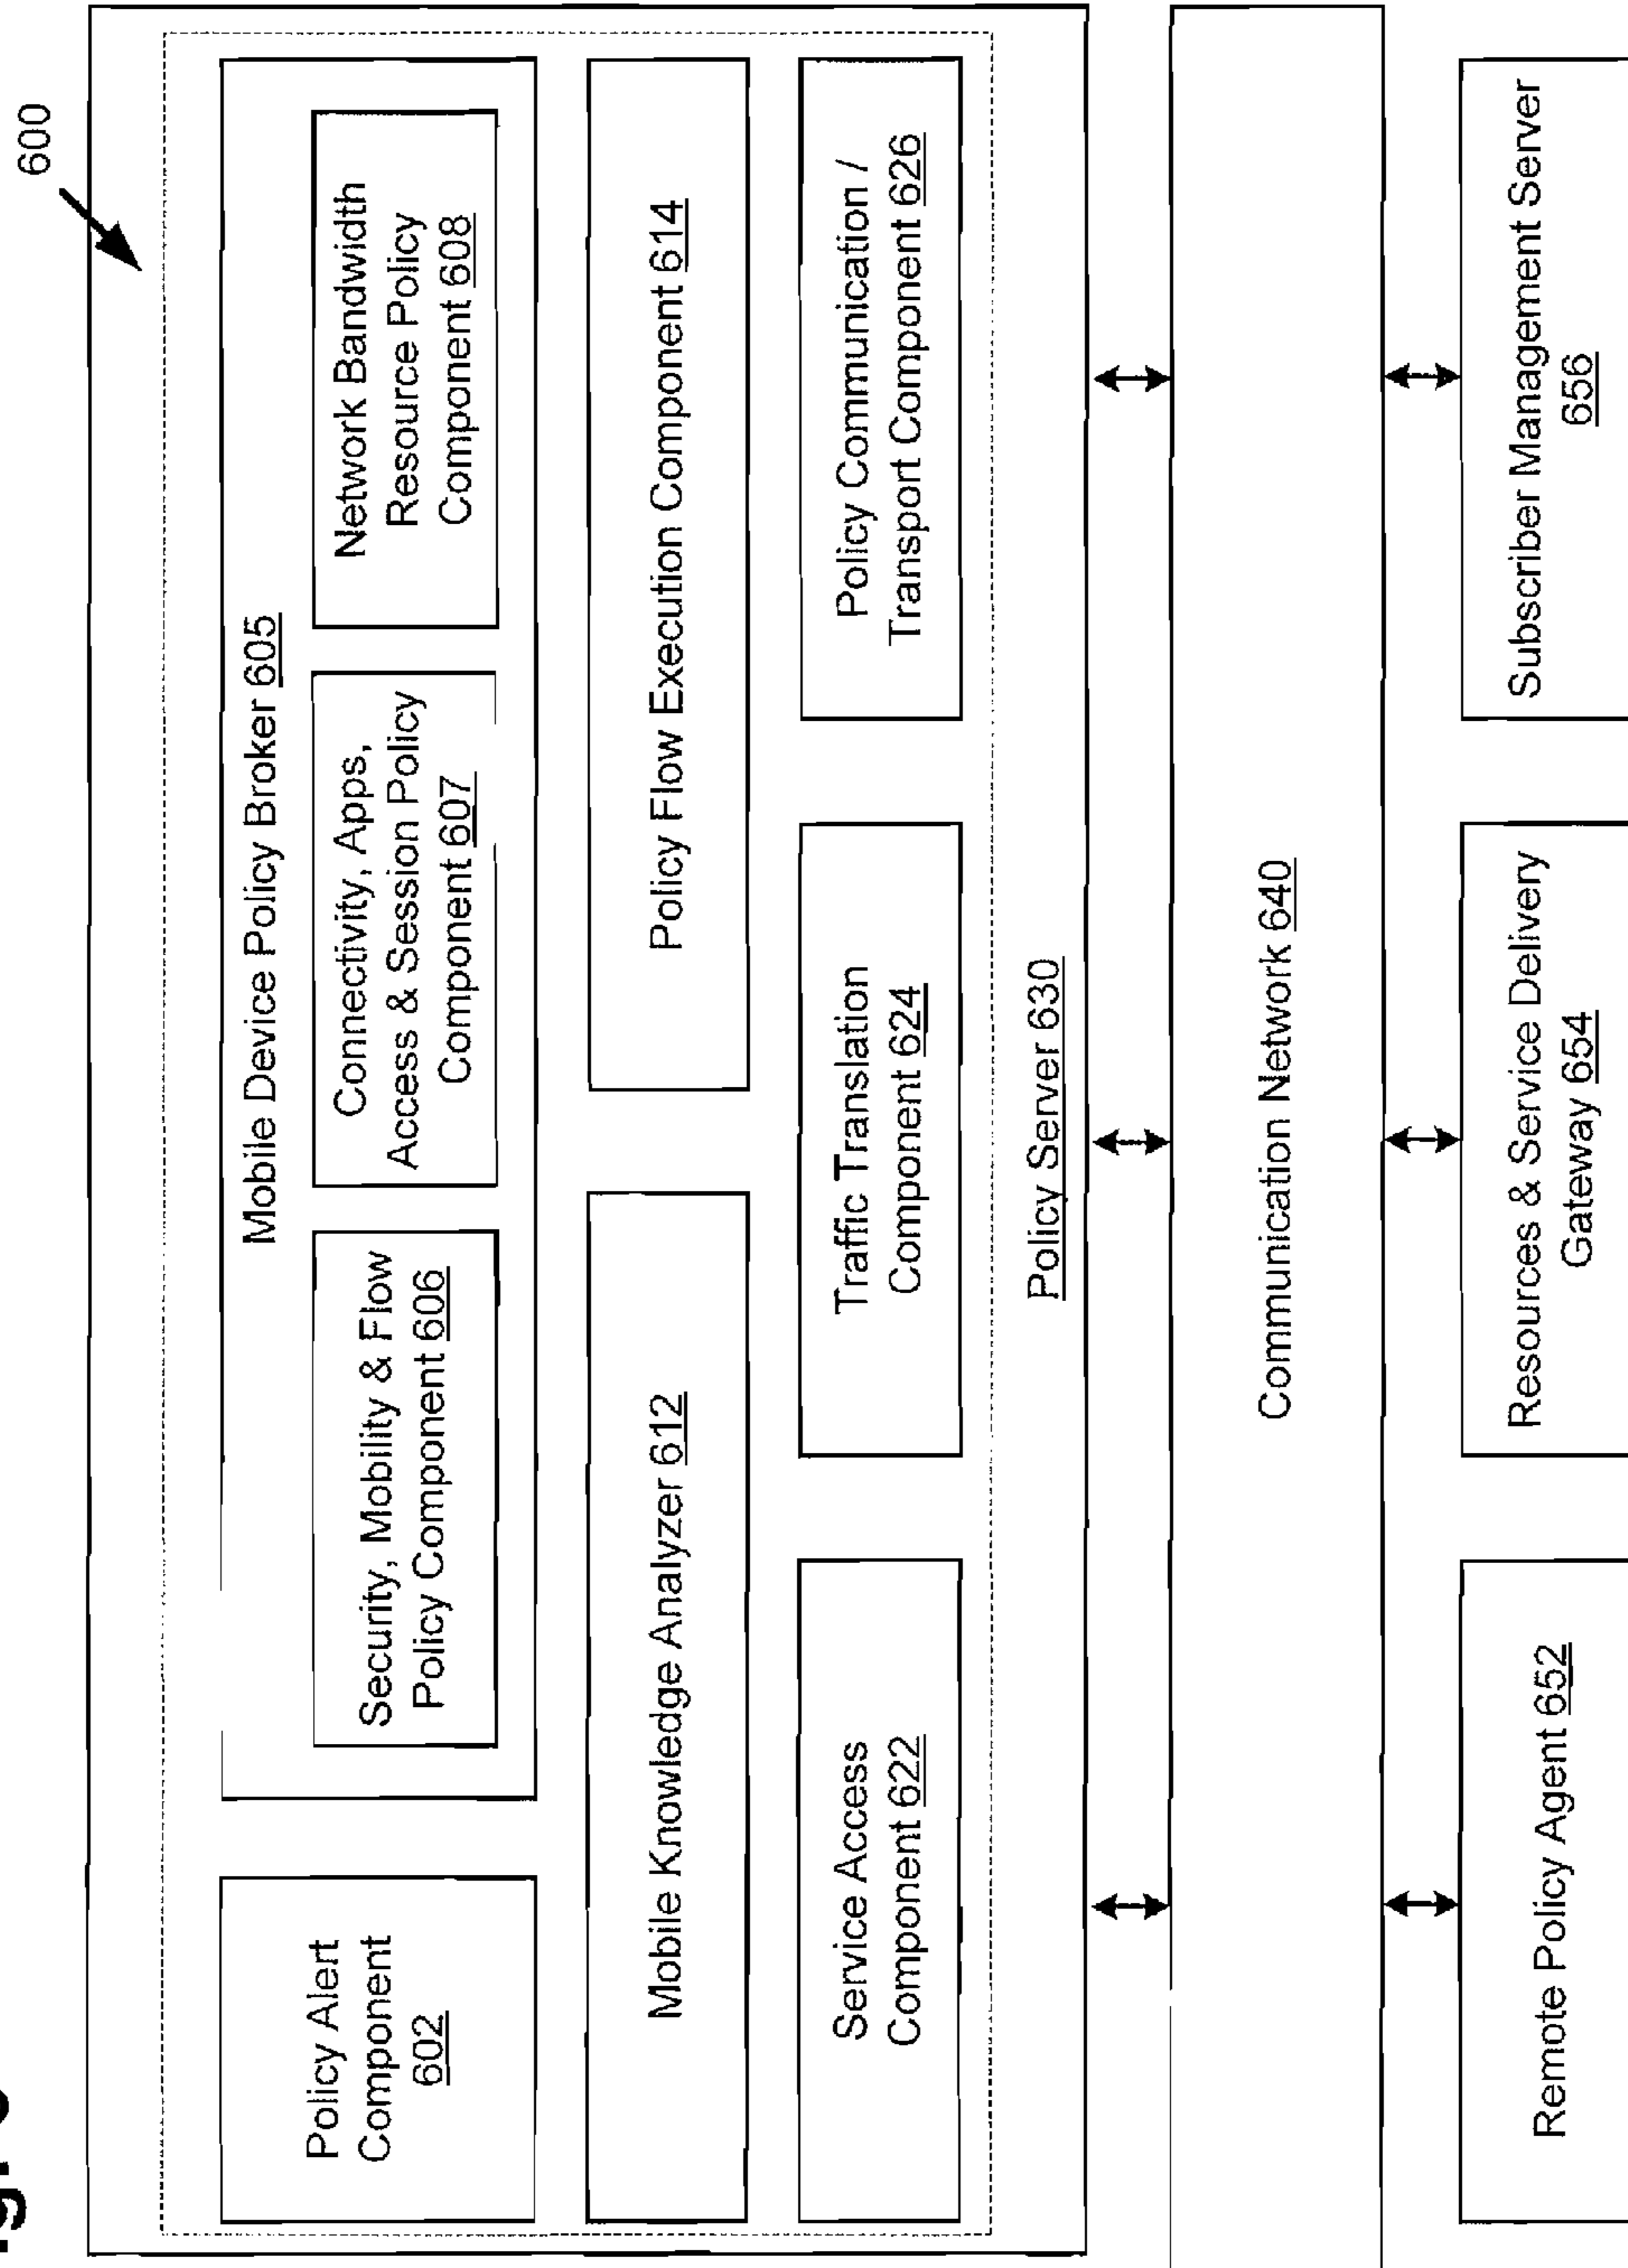 600
Mobile Device Policy Broker 605
Policy Alert
Component
602
Security, Mobility & Flow
Policy Component 606
Connectivity, Apps,
Access & Session Policy
Component 607
Network Bandwidth
Resource Policy
Component 608
Mobile Knowledge Analyzer 612
Policy Flow Execution Component 614
Service Access
Component 622
Traffic Translation
Component 624
Policy Communication /
Transport Component 626
Policy Server 630
Communication Network 640
Remote Policy Agent 652
Resources & Service Delivery
Gateway 654
Subscriber Management Server
656